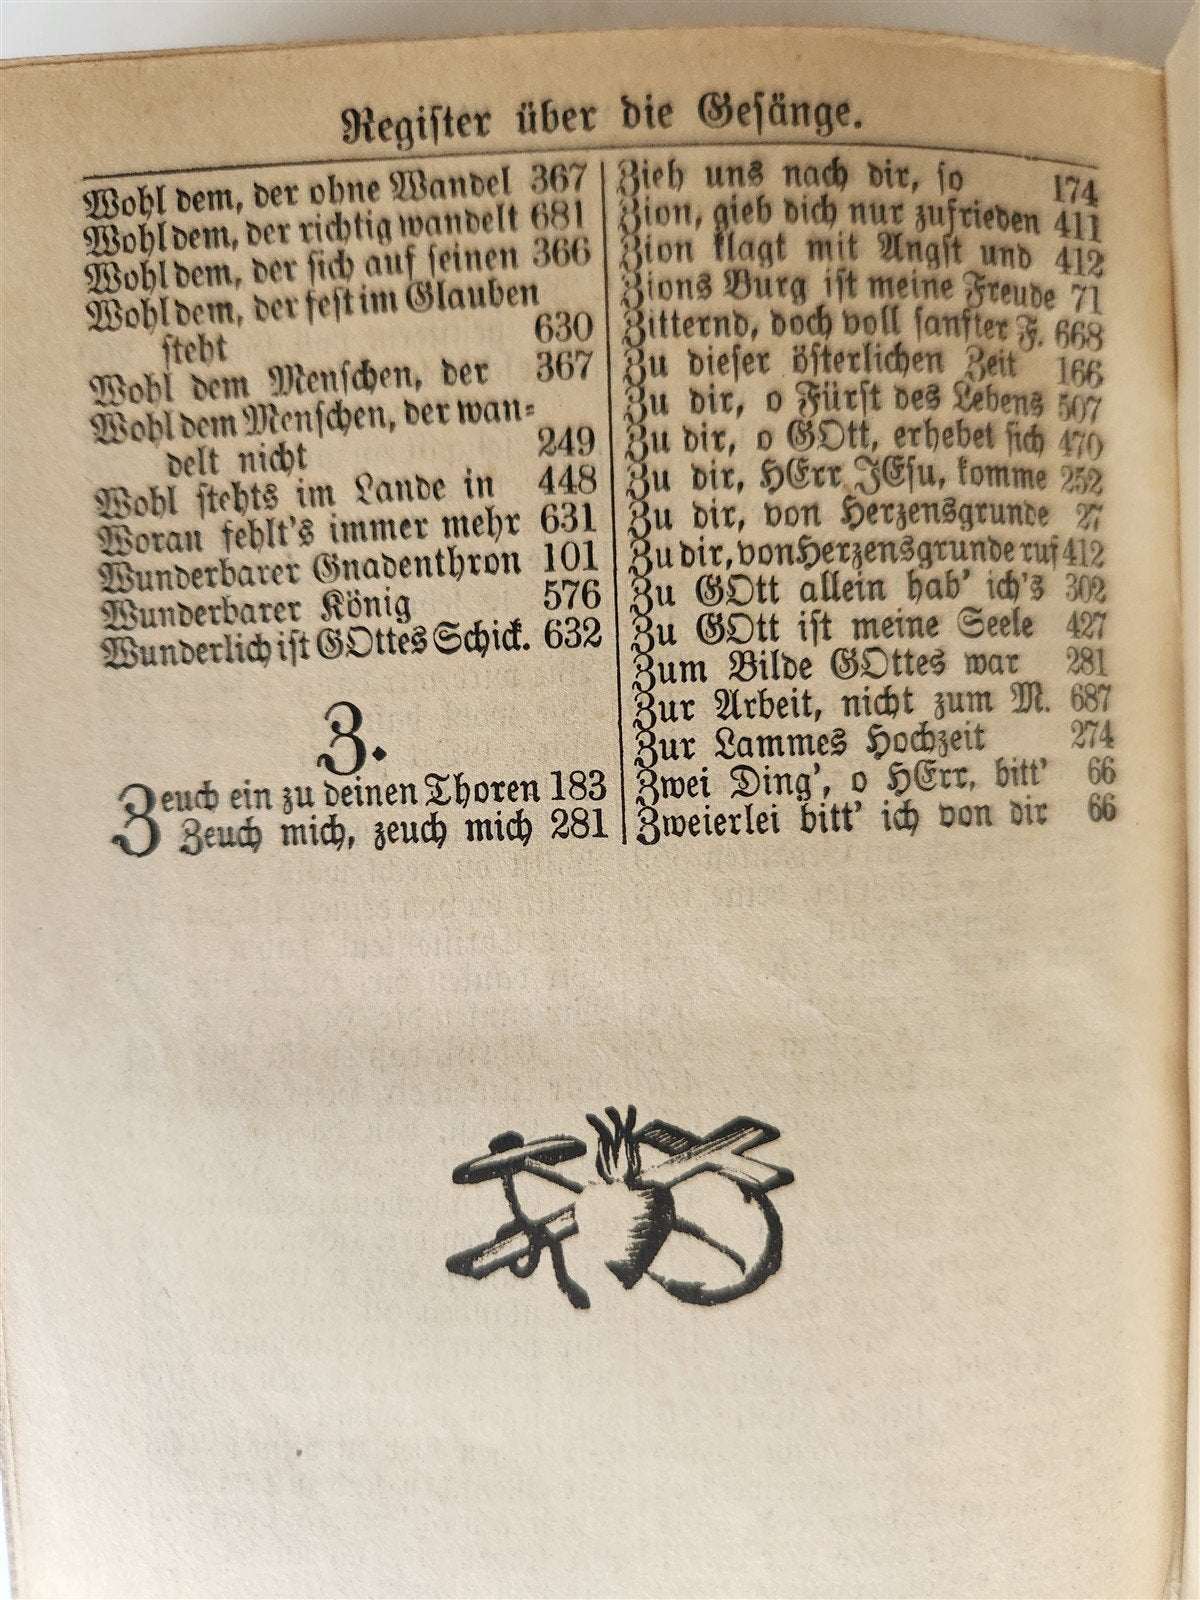 Register über die Gesänge.
Wohl dem, der ohne Wandel 367
Wohl dem, der richtig wandelt 681
Wohl dem, der sich auf seinen 366
Wohl dem, der fest im Glauben
steht 630
Wohl dem Menschen, der 367
Wohl dem Menschen, der wan=
delt nicht 249
Wohl stehts im Lande in 448
Woran fehlt's immer mehr 631
Wunderbarer Gnadenthron 101
Wunderbarer König 576
Wunderlich ist GOttes Schick. 632
Z.
Zeuch ein zu deinen Thoren 183
Zeuch mich, zeuch mich 281
Zieh uns nach dir, so 174
Zion, gieb dich nur zufrieden 411
Zion klagt mit Angst und 412
Zions Burg ist meine Freude 71
Zitternd, doch voll sanfter F. 668
Zu dieser österlichen Zeit 166
Zu dir, o Fürst des Lebens 507
Zu dir, o GOtt, erhebet sich 470
Zu dir, HErr JEsu, komme 252
Zu dir, von Herzensgrunde 27
Zu dir, von Herzensgrunde ruf 412
Zu GOtt allein hab' ich's 302
Zu GOtt ist meine Seele 427
Zum Bilde GOttes war 281
Zur Arbeit, nicht zum M. 687
Zur Lammes Hochzeit 274
Zwei Ding', o HErr, bitt' 66
Zweierlei bitt' ich von dir 66